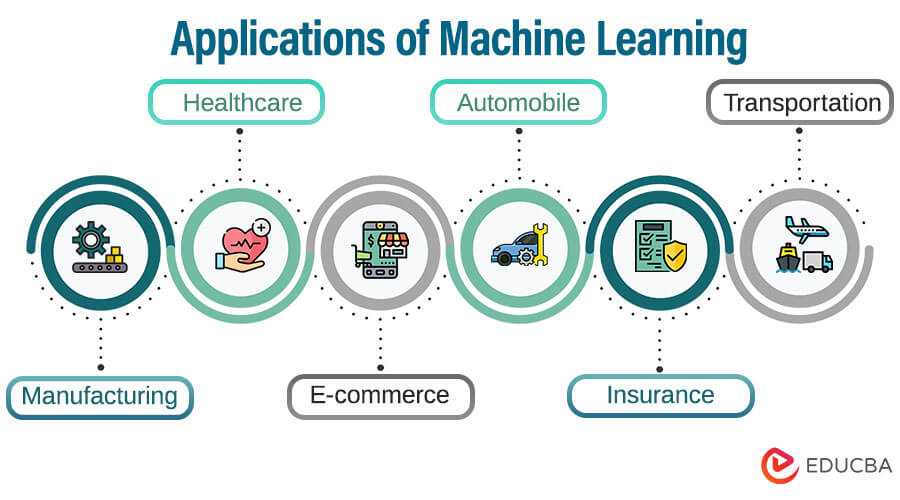 Applications of Machine Learning
Healthcare
Automobile
Transportation
$
Manufacturing
E-commerce
Insurance
EDUCBA